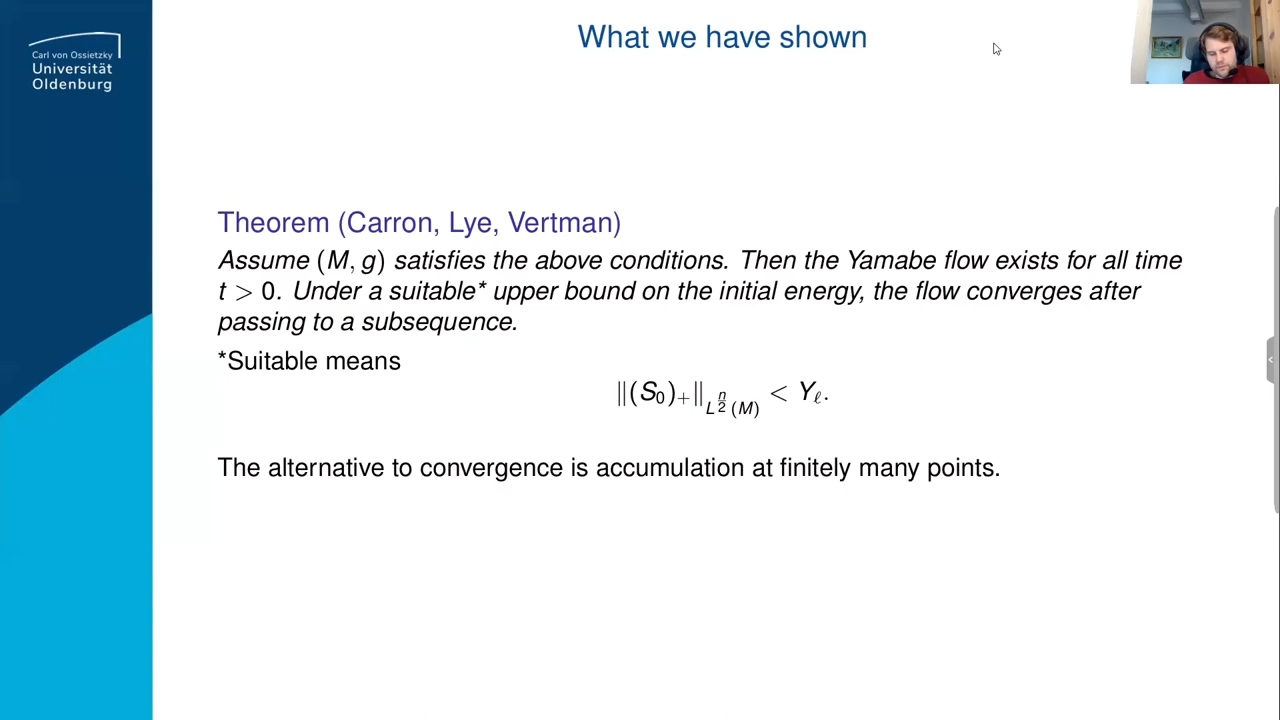 Carl von Ossietzky
Universität
Oldenburg
What we have shown
Theorem (Carron, Lye, Vertman)
Assume (M, g) satisfies the above conditions. Then the Yamabe flow exists for all time
t > 0. Under a suitable* upper bound on the initial energy, the flow converges after
passing to a subsequence.
*Suitable means
‖(S₀)₊‖_{L^{n/2}(M)} < Y_ℓ.
The alternative to convergence is accumulation at finitely many points.